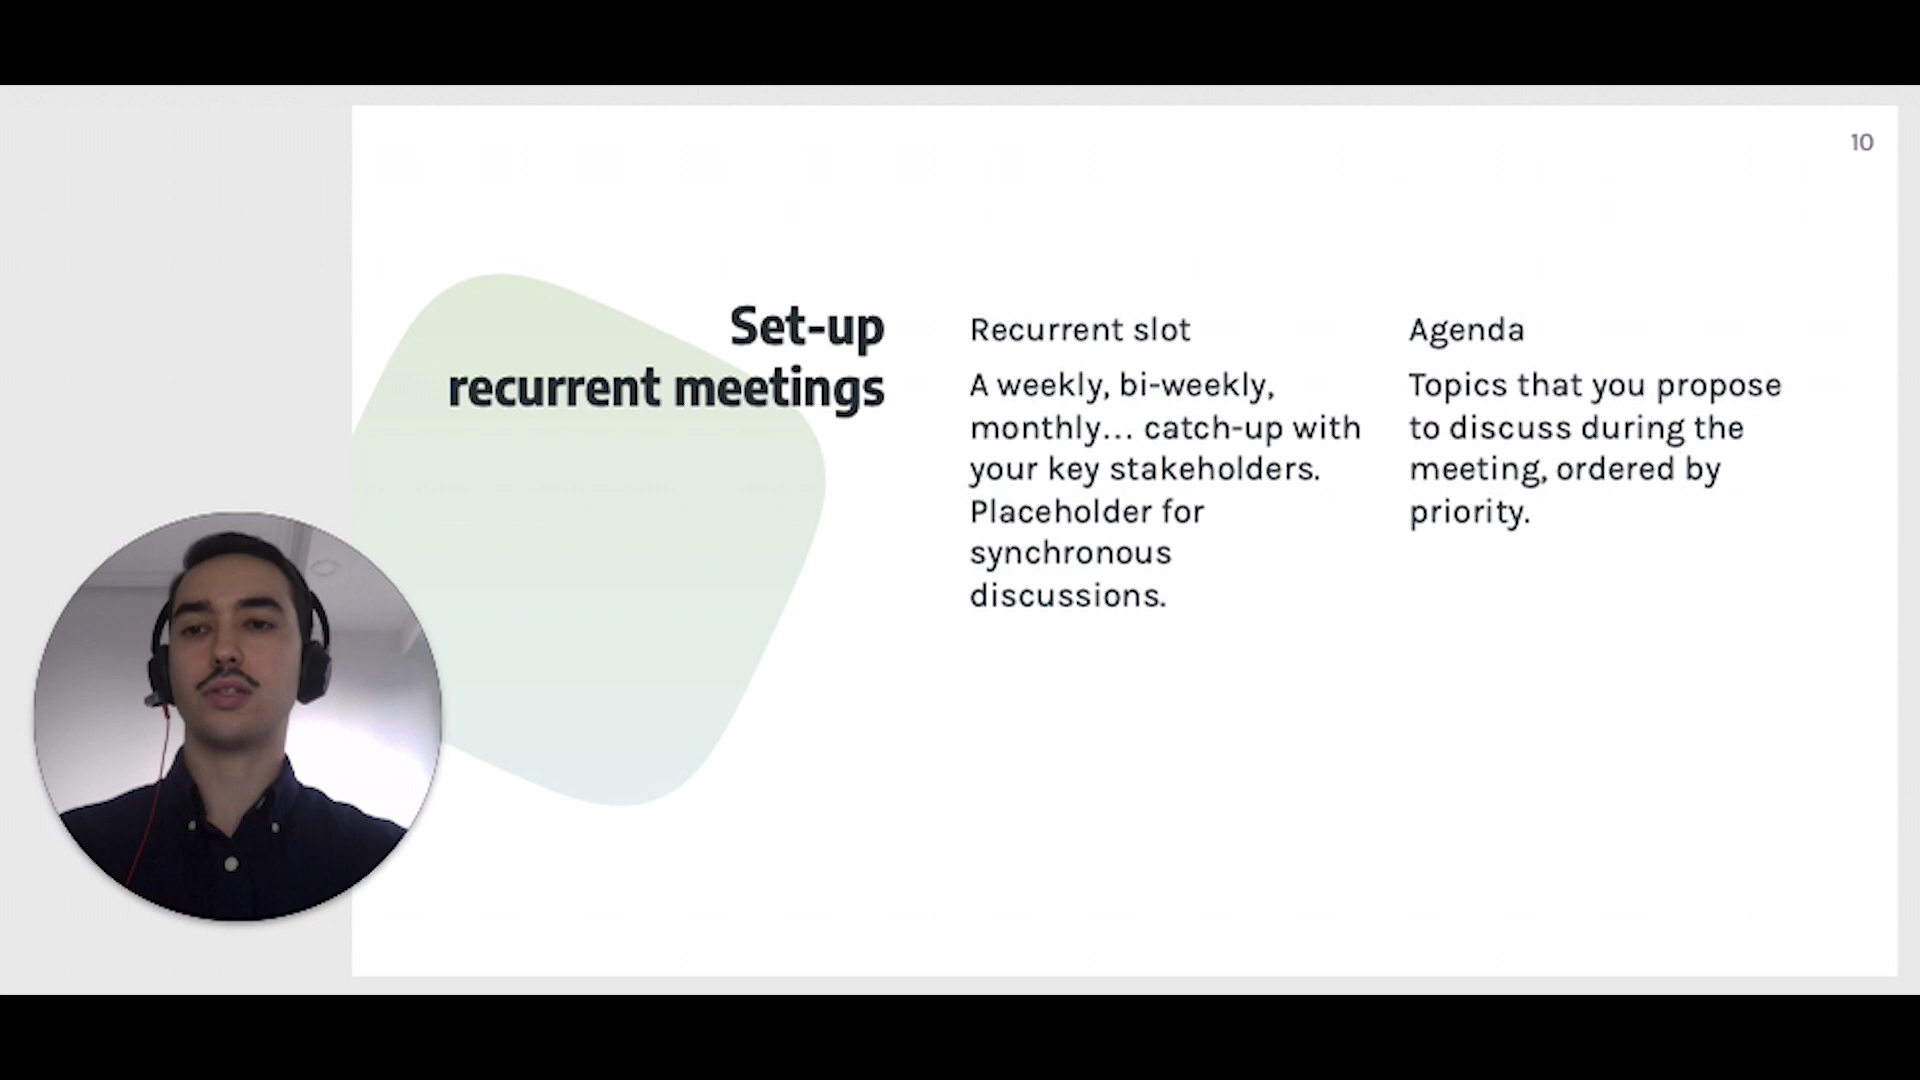 10
Set-up
recurrent meetings
Recurrent slot
A weekly, bi-weekly,
monthly… catch-up with
your key stakeholders.
Placeholder for
synchronous
discussions.
Agenda
Topics that you propose
to discuss during the
meeting, ordered by
priority.